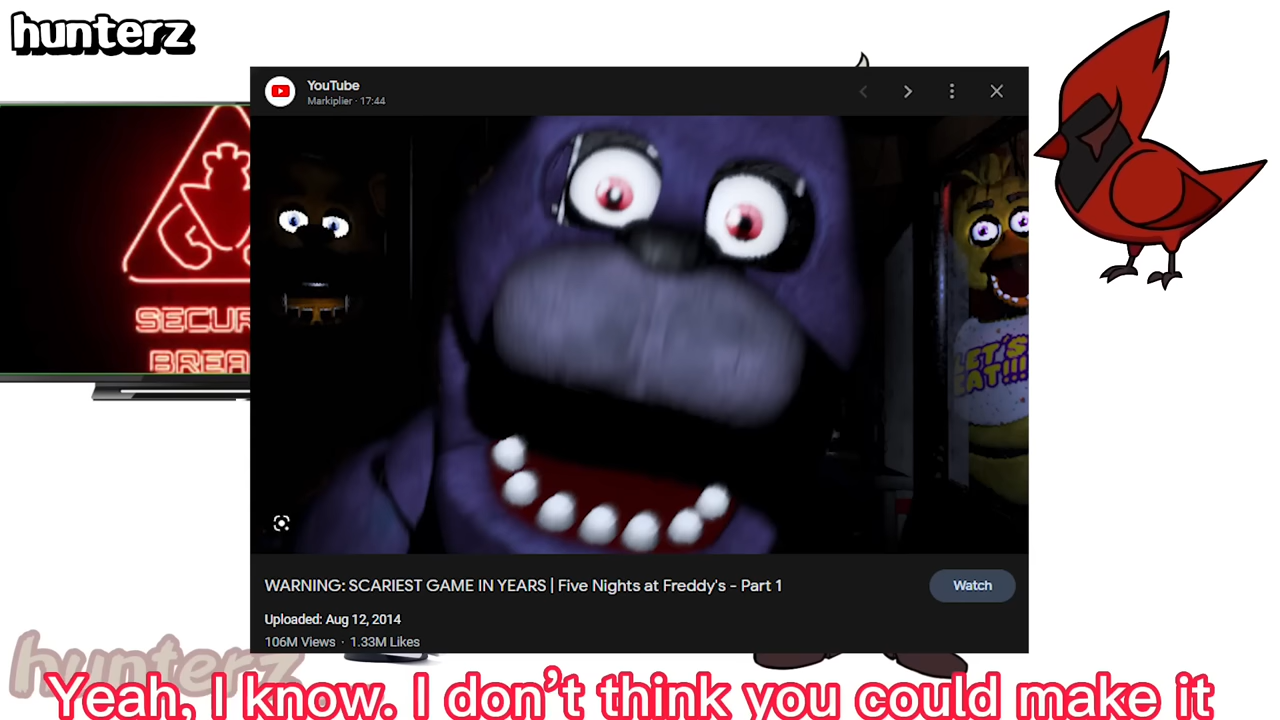 hunterz
YouTube
Markiplier · 17:44
SECUR
BREA
LET'S
EAT!!!
WARNING: SCARIEST GAME IN YEARS | Five Nights at Freddy's - Part 1
Watch
Uploaded: Aug 12, 2014
106M Views · 1.33M Likes
hunterz
Yeah, I know. I don't think you could make it